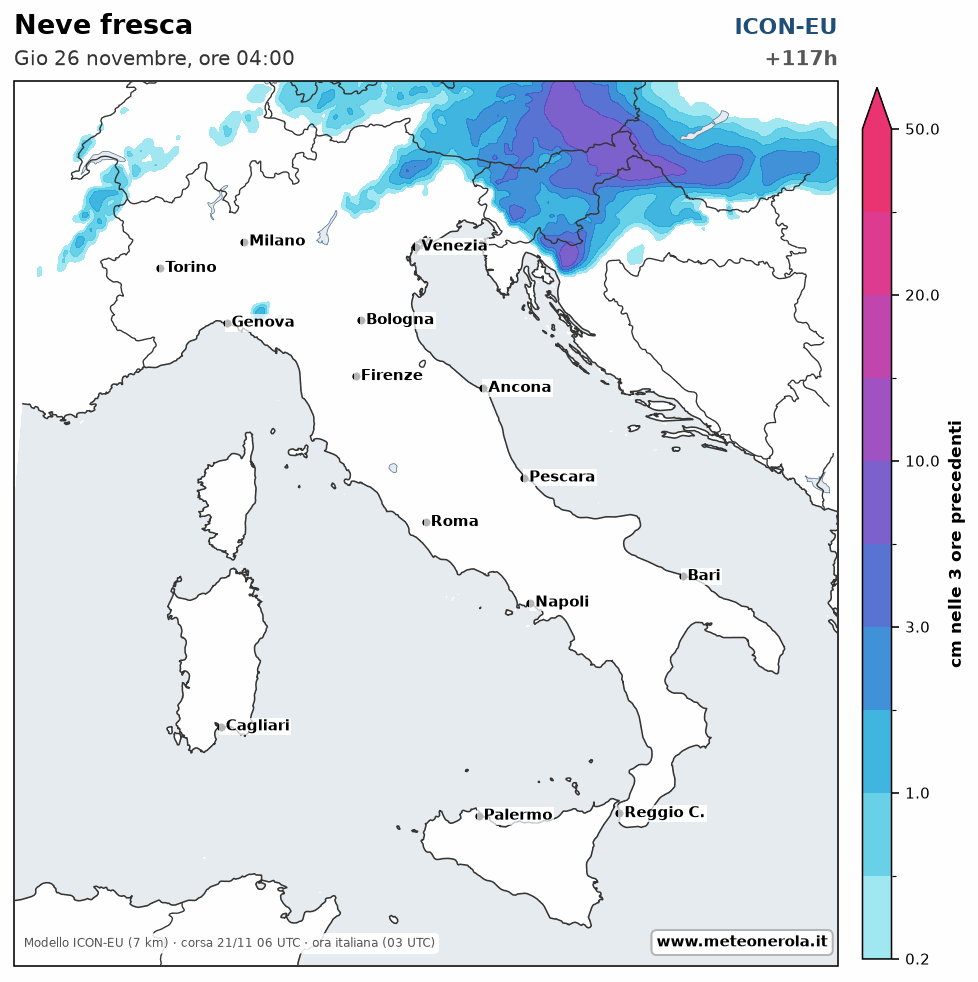 Neve fresca
ICON-EU
Gio 26 novembre, ore 04:00
+117h
50.0
20.0
10.0
3.0
1.0
0.2
cm nelle 3 ore precedenti
Milano
Venezia
Torino
Genova
Bologna
Firenze
Ancona
Pescara
Roma
Bari
Napoli
Cagliari
Palermo
Reggio C.
Modello ICON-EU (7 km) · corsa 21/11 06 UTC · ora italiana (03 UTC)
www.meteonerola.it